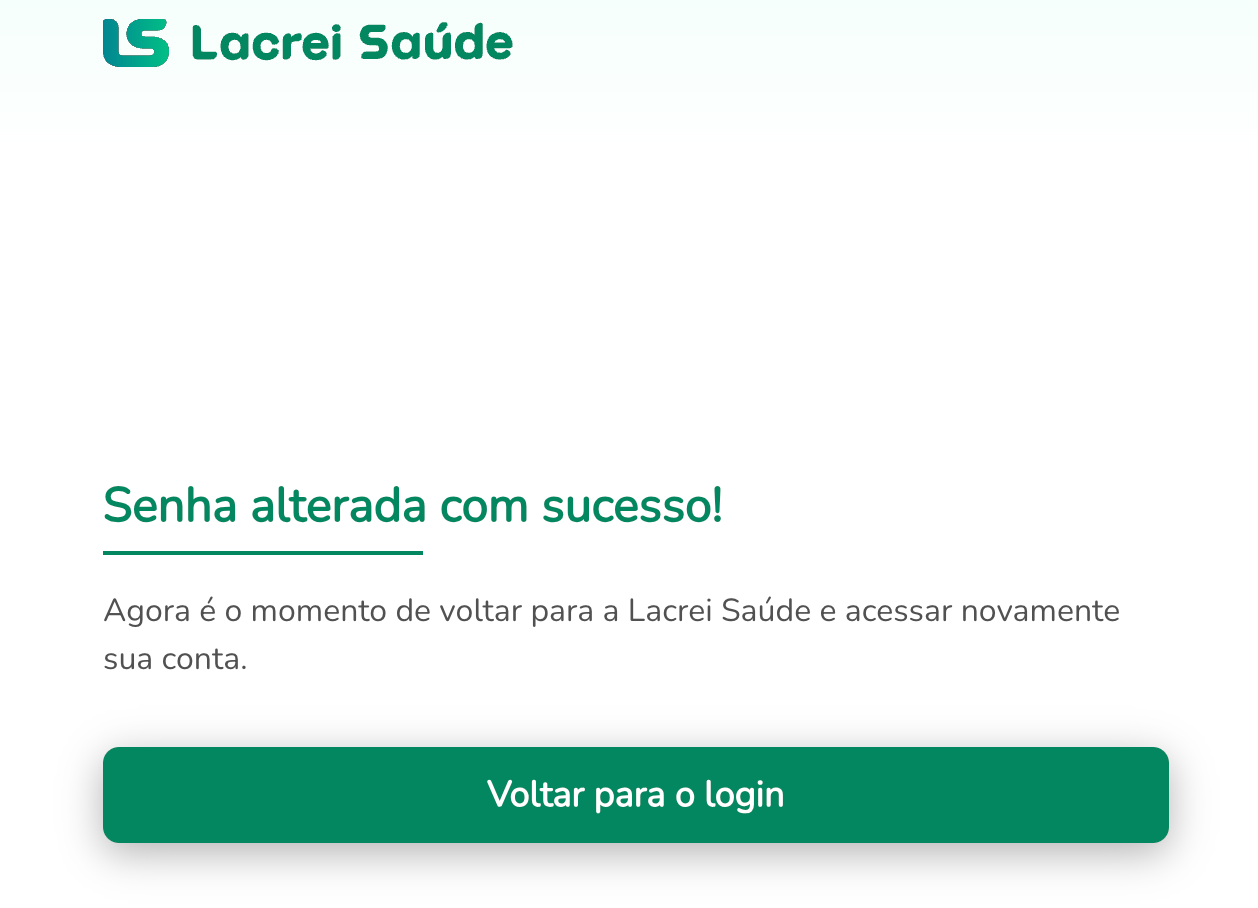 LS Lacrei Saúde
Senha alterada com sucesso!
Agora é o momento de voltar para a Lacrei Saúde e acessar novamente
sua conta.
Voltar para o login